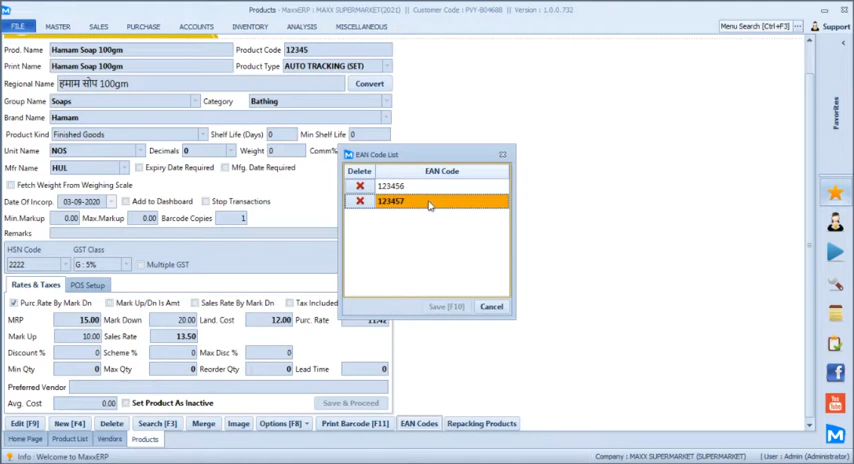 Products - MaxxERP :: MAXX SUPERMARKET(2021) || Customer Code : PVY-B04688 || Version : 1.0.0.732
FILE MASTER SALES PURCHASE ACCOUNTS INVENTORY ANALYSIS MISCELLANEOUS Menu Search [Ctrl+F3] ... Support
Prod. Name Hamam Soap 100gm Product Code 12345
Print Name Hamam Soap 100gm Product Type AUTO TRACKING (SET)
Regional Name हमाम सोप 100gm Convert
Group Name Soaps Category Bathing
Brand Name Hamam
Product Kind Finished Goods Shelf Life (Days) 0 Min Shelf Life 0
Unit Name NOS Decimals 0 Weight 0 Comm%
Mfr Name HUL Expiry Date Required Mfg. Date Required
Fetch Weight From Weighing Scale
Date Of Incorp. 03-09-2020 Add to Dashboard Stop Transactions
Min.Markup 0.00 Max.Markup 0.00 Barcode Copies 1
Remarks
HSN Code GST Class
2222 G : 5% Multiple GST
Rates & Taxes POS Setup
Purc.Rate By Mark Dn Mark Up/Dn Is Amt Sales Rate By Mark Dn Tax Included
MRP 15.00 Mark Down 20.00 Land. Cost 12.00 Purc. Rate 11.42
Mark Up 10.00 Sales Rate 13.50
Discount % 0 Scheme % 0 Max Disc % 0
Min Qty 0 Max Qty 0 Reorder Qty 0 Lead Time 0
Preferred Vendor
Avg. Cost 0.00 Set Product As Inactive Save & Proceed
EAN Code List
Delete EAN Code
123456
123457
Save [F10] Cancel
Favorites
Edit [F9] New [F4] Delete Search [F3] Merge Image Options [F8] Print Barcode [F11] EAN Codes Repacking Products
Home Page Product List Vendors Products
Info : Welcome to MaxxERP Company : MAXX SUPERMARKET (SUPERMARKET) User : Admin (Administrator)
You